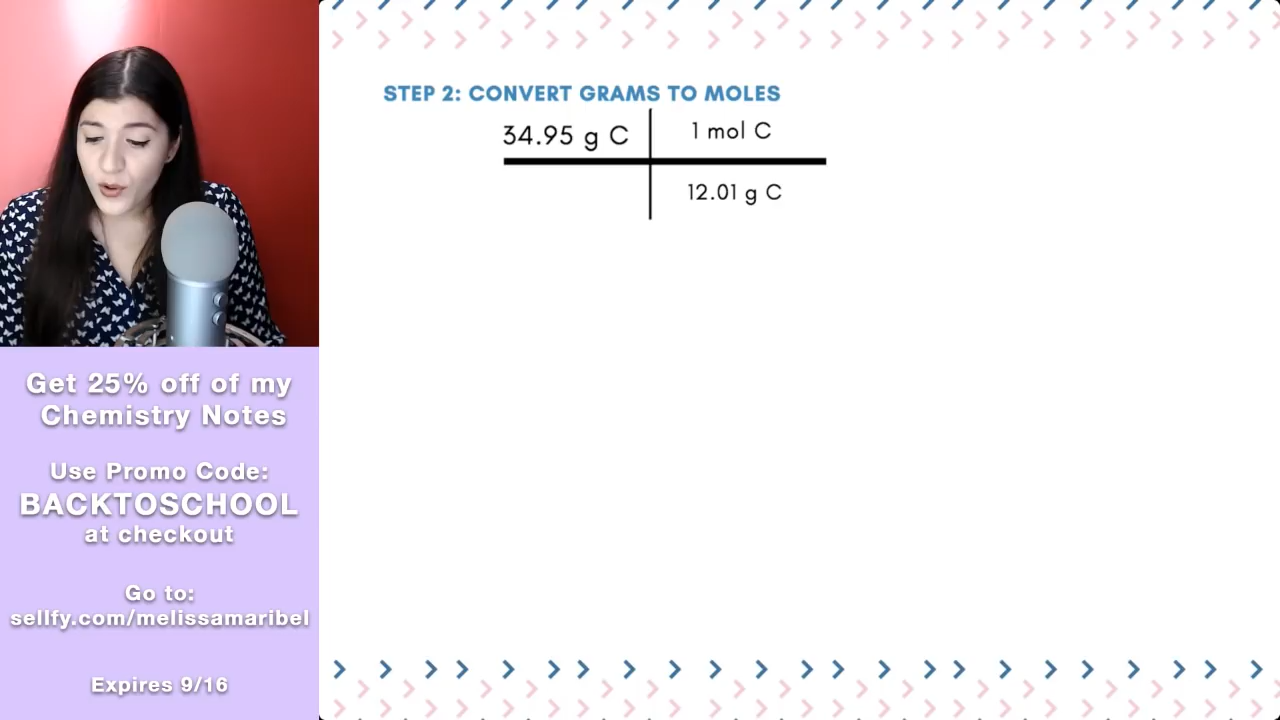 STEP 2: CONVERT GRAMS TO MOLES
34.95 g C
1 mol C
12.01 g C
Get 25% off of my
Chemistry Notes
Use Promo Code:
BACKTOSCHOOL
at checkout
Go to:
sellfy.com/melissamaribel
Expires 9/16